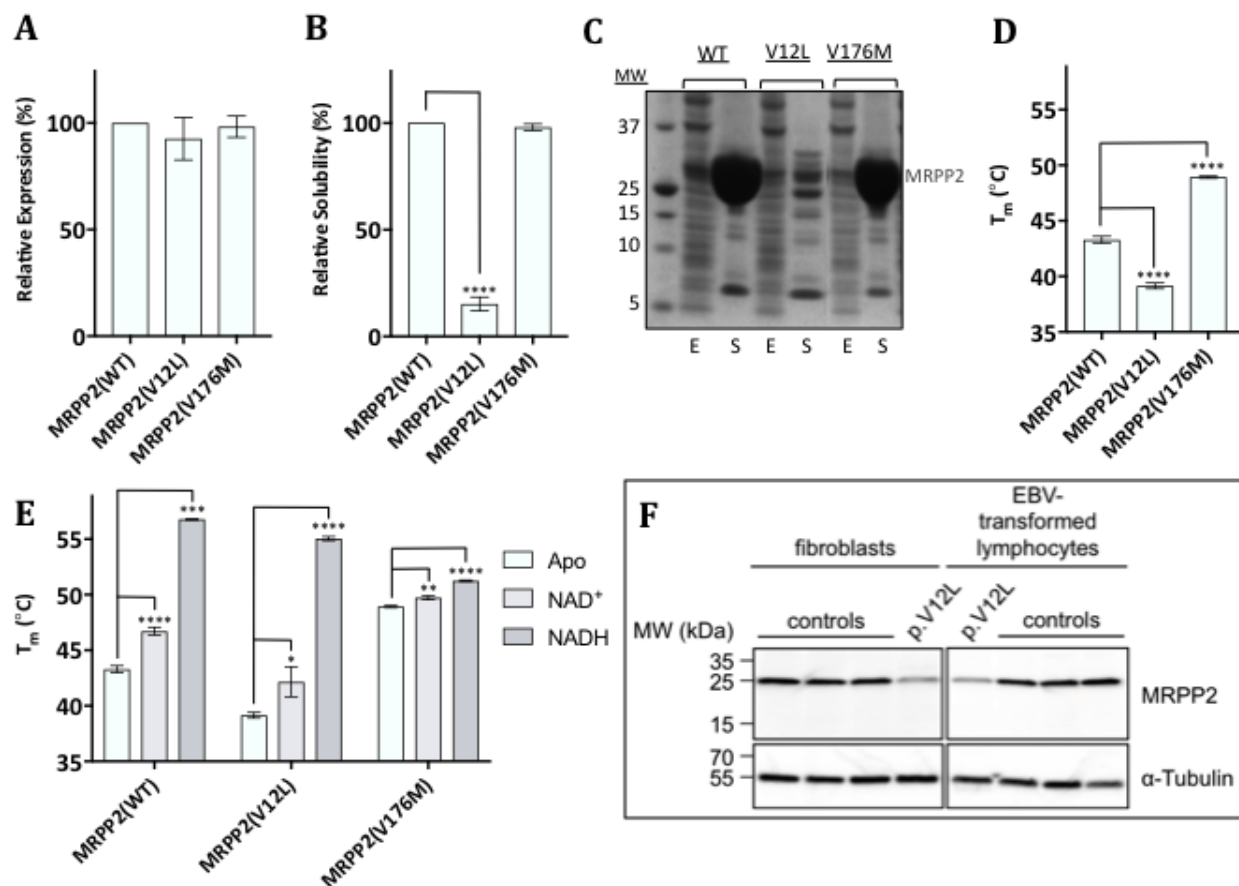 A
Relative Expression (%)
100
50
0
MRPP2(WT)
MRPP2(V12L)
MRPP2(V176M)
B
Relative Solubility (%)
100
50
0
****
MRPP2(WT)
MRPP2(V12L)
MRPP2(V176M)
C
WT V12L V176M
MW
37
25
15
10
5
MRPP2
E S E S E S
D
Tm (°C)
55
50
45
40
35
****
****
MRPP2(WT)
MRPP2(V12L)
MRPP2(V176M)
E
Tm (°C)
55
50
45
40
35
****
***
*
****
**
****
MRPP2(WT)
MRPP2(V12L)
MRPP2(V176M)
Apo
NAD+
NADH
F
fibroblasts
EBV-
transformed
lymphocytes
MW (kDa)
controls
p.V12L
p.V12L
controls
35
25
15
MRPP2
70
55
α-Tubulin